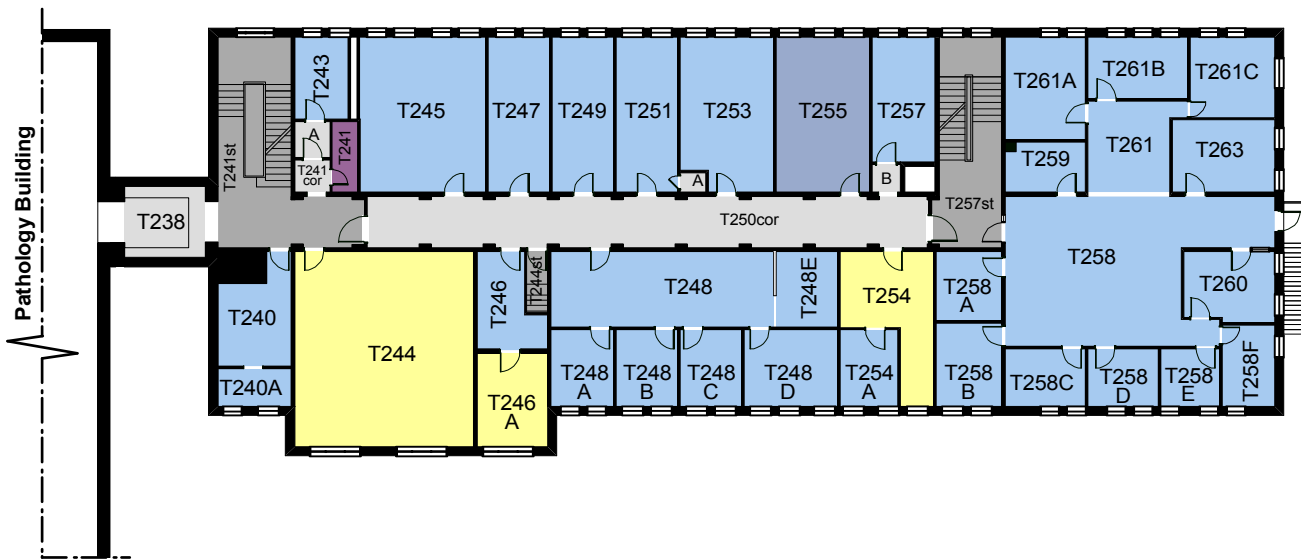 Pathology Building
T238
T241st
T243
A
T241
cor
T241
T245
T247
T249
T251
T253
A
T255
T257
B
T257st
T261A
T261B
T261C
T259
T261
T263
T250cor
T258
T260
T240
T240A
T244
T246
T244st
T246
A
T248
T248E
T248
A
T248
B
T248
C
T248
D
T254
T254
A
T258
A
T258
B
T258C
T258
D
T258
E
T258F